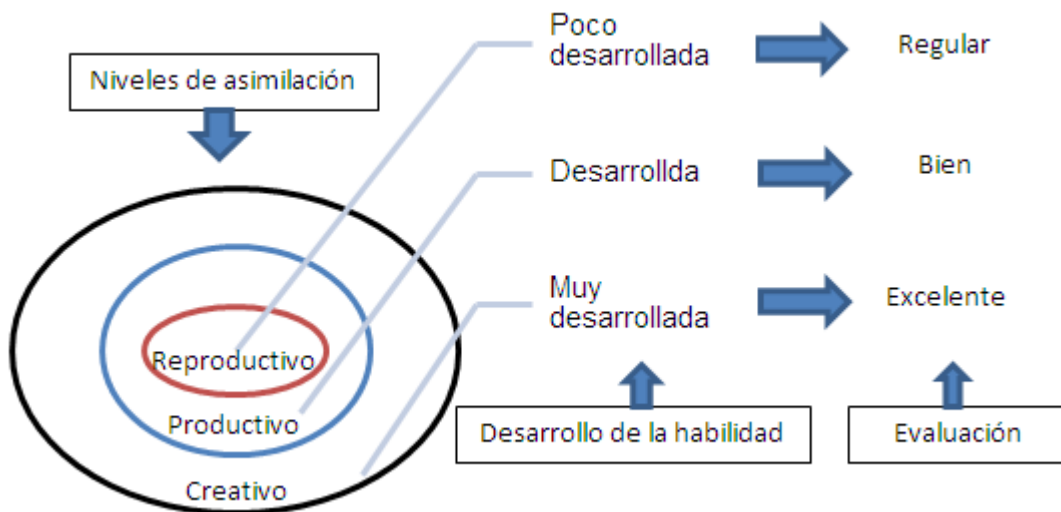 Niveles de asimilación
Poco
desarrollada
Regular
Desarrollda
Bien
Muy
desarrollada
Excelente
Reproductivo
Productivo
Creativo
Desarrollo de la habilidad
Evaluación